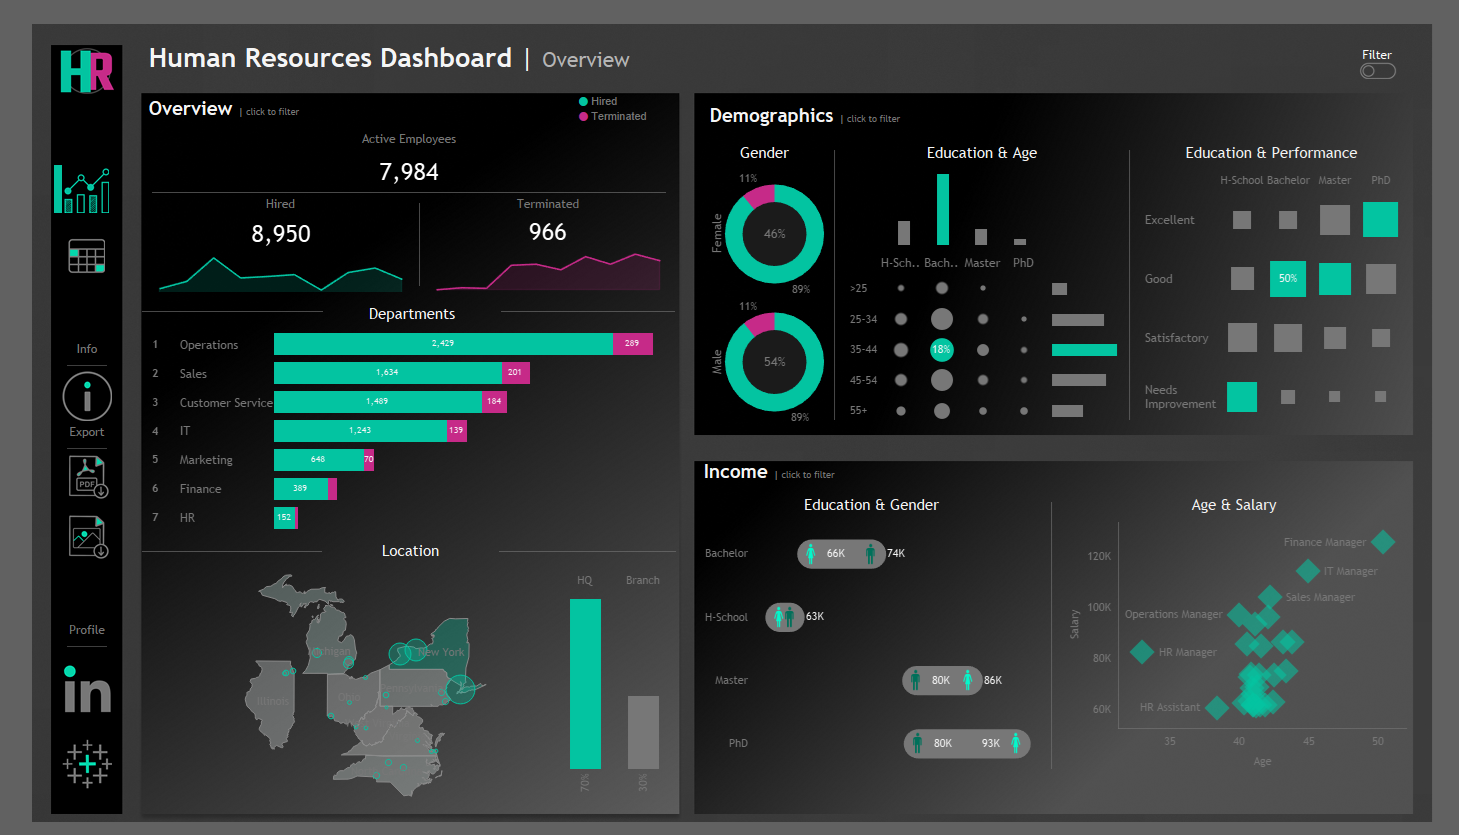 HR
Human Resources Dashboard | Overview
Filter
Overview | click to filter
Hired
Terminated
Active Employees
7,984
Hired
8,950
Terminated
966
Departments
1 Operations 2,429 289
2 Sales 1,634 201
3 Customer Service 1,489 184
4 IT 1,243 139
5 Marketing 648 70
6 Finance 389
7 HR 152
Location
HQ Branch
Michigan
New York
Illinois
Ohio
70% 30%
Info
Export
PDF
Profile
in
Demographics | click to filter
Gender
11%
Female
46%
89%
11%
Male
54%
89%
Education & Age
H-Sch.. Bach.. Master PhD
>25
25-34
35-44 18%
45-54
55+
Education & Performance
H-School Bachelor Master PhD
Excellent
Good 50%
Satisfactory
Needs
Improvement
Income | click to filter
Education & Gender
Bachelor 66K 74K
H-School 63K
Master 80K 86K
PhD 80K 93K
Age & Salary
Salary
120K
100K
80K
60K
Finance Manager
IT Manager
Sales Manager
Operations Manager
HR Manager
HR Assistant
35 40 45 50
Age